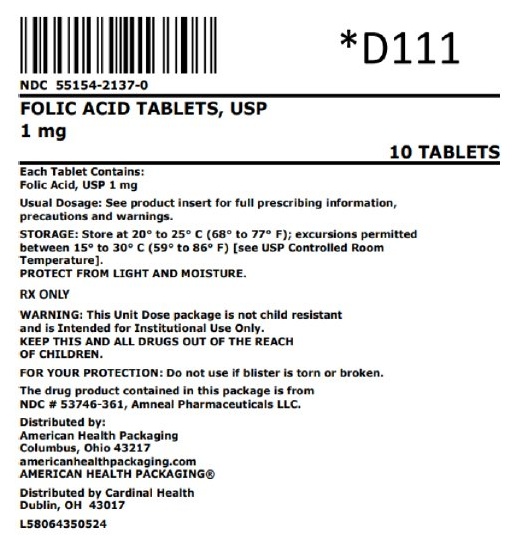 *D111
NDC 55154-2137-0
FOLIC ACID TABLETS, USP
1 mg
10 TABLETS
Each Tablet Contains:
Folic Acid, USP 1 mg
Usual Dosage: See product insert for full prescribing information,
precautions and warnings.
STORAGE: Store at 20° to 25° C (68° to 77° F); excursions permitted
between 15° to 30° C (59° to 86° F) [see USP Controlled Room
Temperature].
PROTECT FROM LIGHT AND MOISTURE.
RX ONLY
WARNING: This Unit Dose package is not child resistant
and is Intended for Institutional Use Only.
KEEP THIS AND ALL DRUGS OUT OF THE REACH
OF CHILDREN.
FOR YOUR PROTECTION: Do not use if blister is torn or broken.
The drug product contained in this package is from
NDC # 53746-361, Amneal Pharmaceuticals LLC.
Distributed by:
American Health Packaging
Columbus, Ohio 43217
americanhealthpackaging.com
AMERICAN HEALTH PACKAGING®
Distributed by Cardinal Health
Dublin, OH 43017
L58064350524